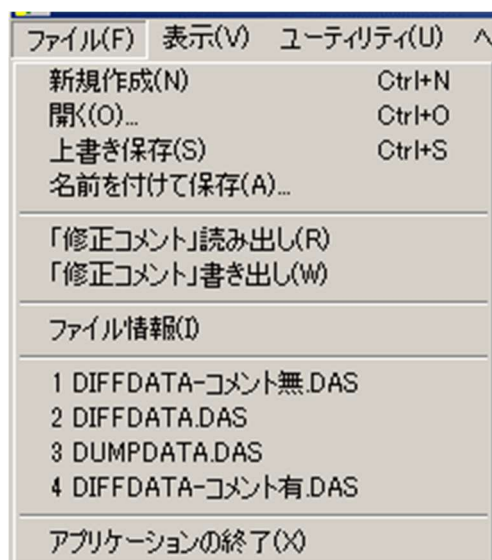 ファイル(F) 表示(V) ユーティリティ(U) ヘ
新規作成(N) Ctrl+N
開く(O)... Ctrl+O
上書き保存(S) Ctrl+S
名前を付けて保存(A)...
「修正コメント」読み出し(R)
「修正コメント」書き出し(W)
ファイル情報(I)
1 DIFFDATA-コメント無.DAS
2 DIFFDATA.DAS
3 DUMPDATA.DAS
4 DIFFDATA-コメント有.DAS
アプリケーションの終了(X)